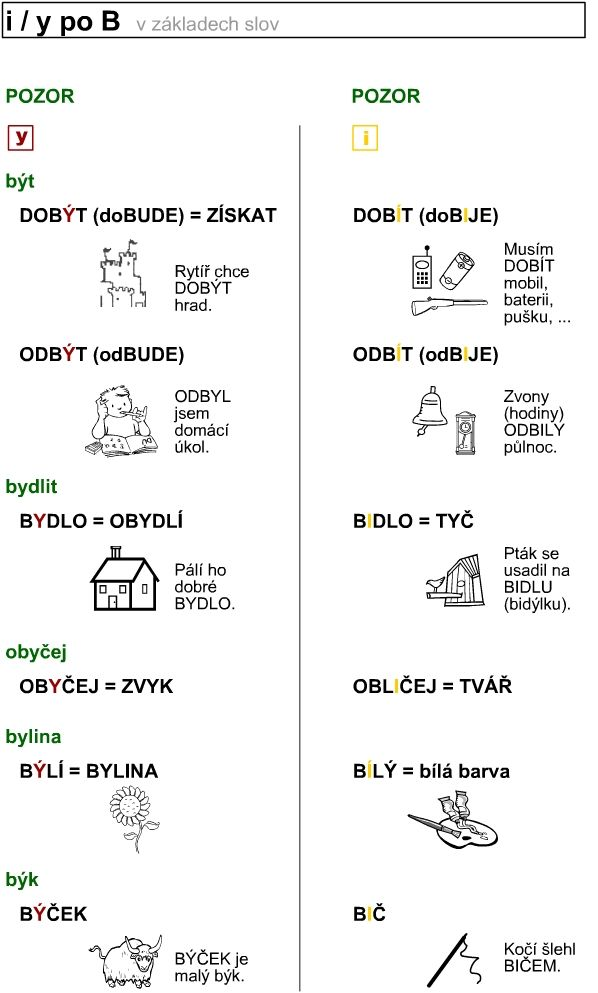 i / y po B v základech slov
POZOR
POZOR
y
i
být
DOBÝT (doBUDE) = ZÍSKAT
Rytíř chce
DOBÝT
hrad.
DOBÍT (doBIJE)
Musím
DOBÍT
mobil,
baterii,
pušku, ...
ODBÝT (odBUDE)
ODBYL
jsem
domácí
úkol.
ODBÍT (odBIJE)
Zvony
(hodiny)
ODBILY
půlnoc.
bydlit
BYDLO = OBYDLÍ
Pálí ho
dobré
BYDLO.
BIDLO = TYČ
Pták se
usadil na
BIDLU
(bidýlku).
obyčej
OBYČEJ = ZVYK
OBLIČEJ = TVÁŘ
bylina
BÝLÍ = BYLINA
BÍLÝ = bílá barva
býk
BÝČEK
BÝČEK je
malý býk.
BIČ
Kočí šlehl
BIČEM.